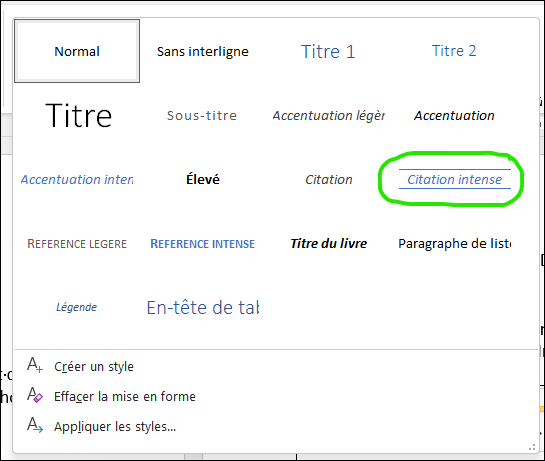 Normal
Sans interligne
Titre 1
Titre 2
Titre
Sous-titre
Accentuation légèr
Accentuation
Accentuation inten
Élevé
Citation
Citation intense
REFERENCE LEGERE
REFERENCE INTENSE
Titre du livre
Paragraphe de liste
Légende
En-tête de tab
Créer un style
Effacer la mise en forme
Appliquer les styles...